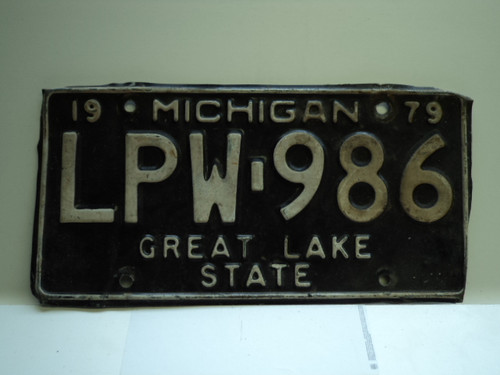 19 MICHIGAN 79
LPW-986
GREAT LAKE
STATE